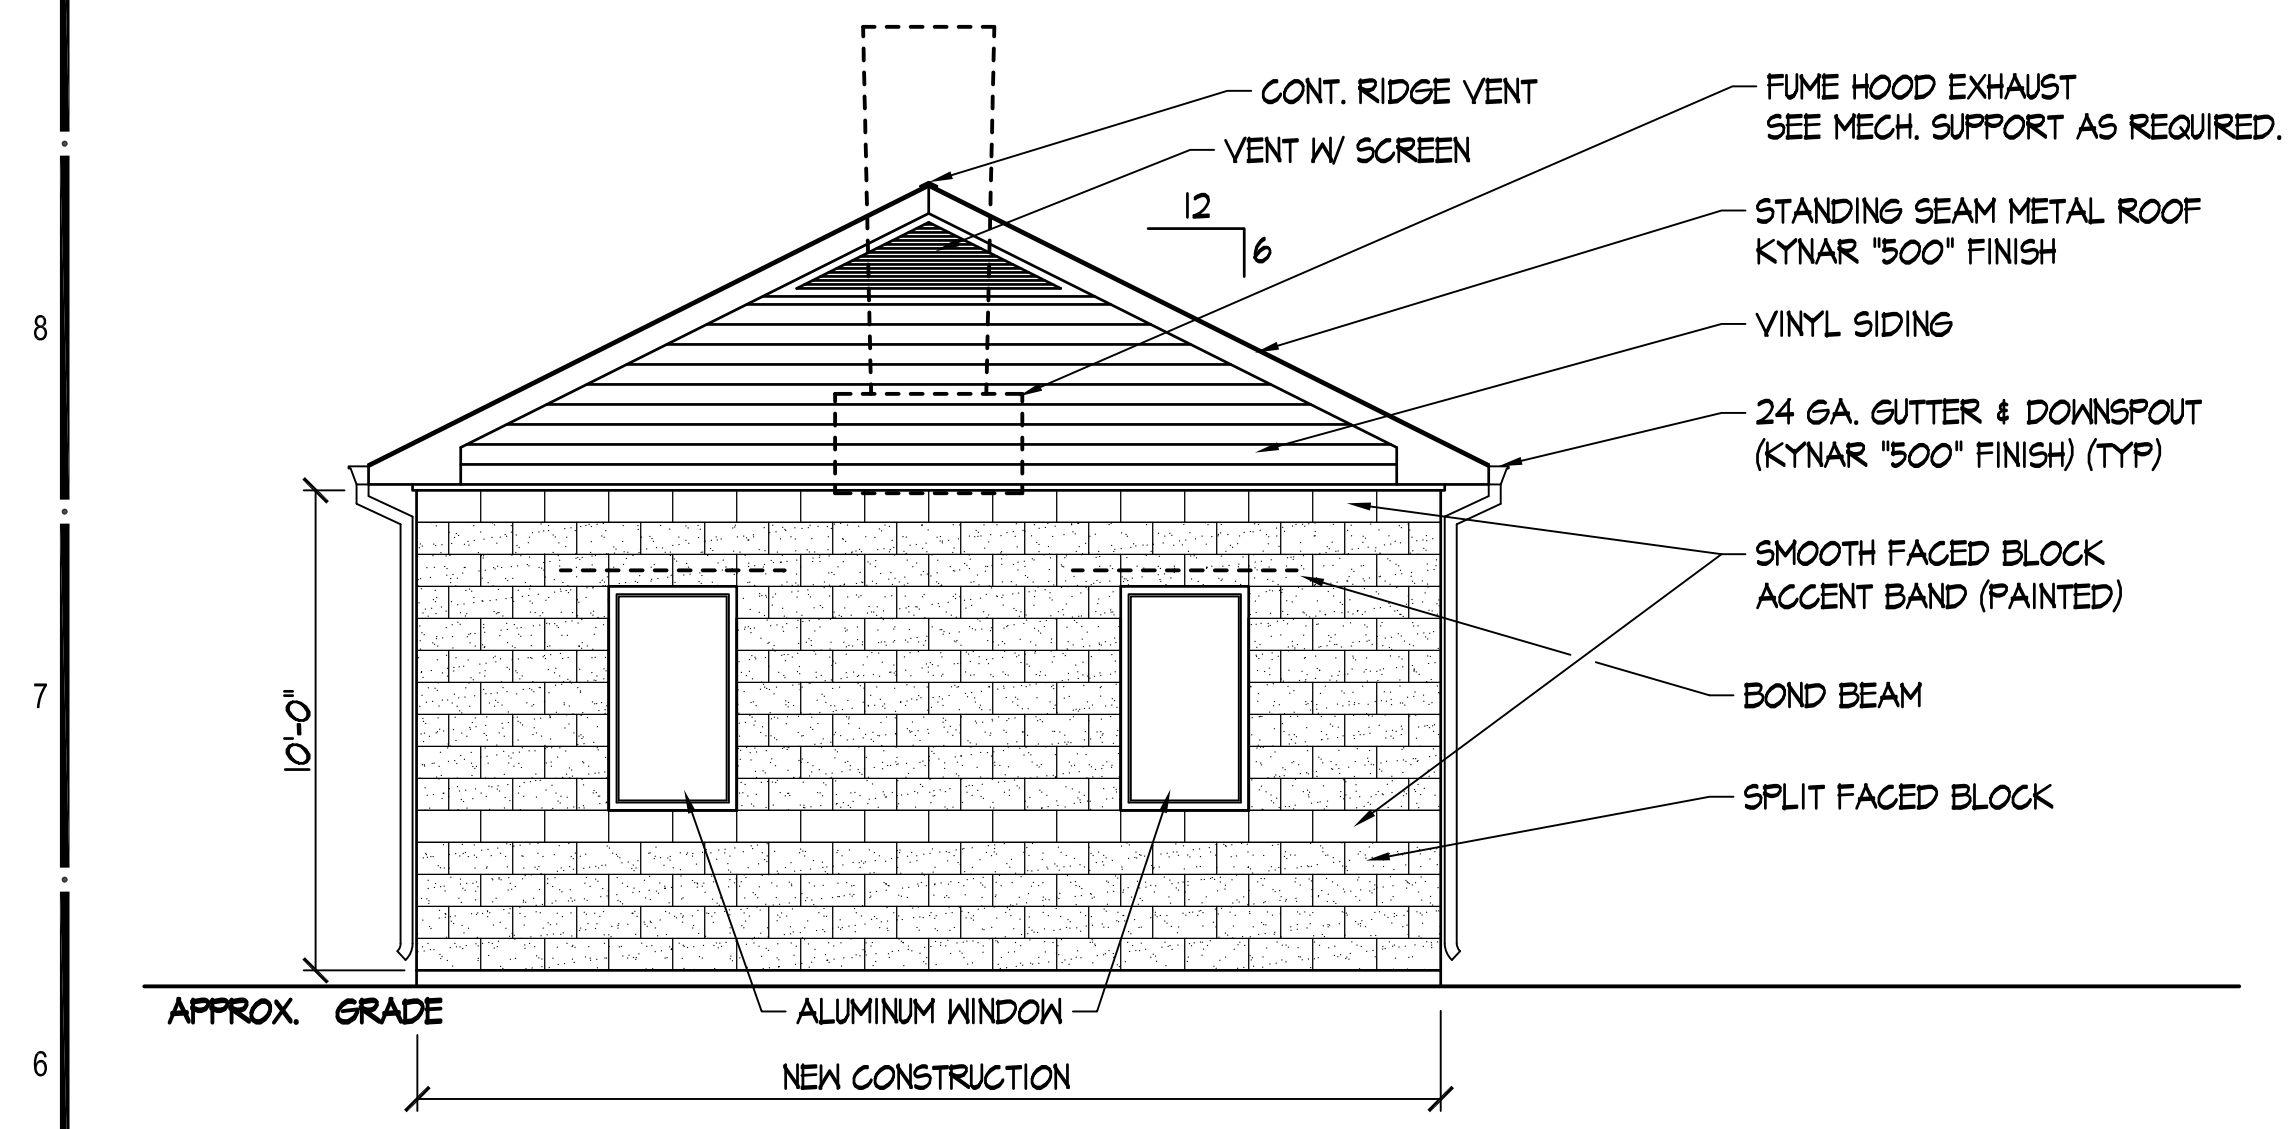 CONT. RIDGE VENT
VENT W/ SCREEN
12
6
FUME HOOD EXHAUST
SEE MECH. SUPPORT AS REQUIRED.
STANDING SEAM METAL ROOF
KYNAR "500" FINISH
VINYL SIDING
24 GA. GUTTER & DOWNSPOUT
(KYNAR "500" FINISH) (TYP)
SMOOTH FACED BLOCK
ACCENT BAND (PAINTED)
BOND BEAM
SPLIT FACED BLOCK
8
7
6
10'-0"
APPROX. GRADE
ALUMINUM WINDOW
NEW CONSTRUCTION